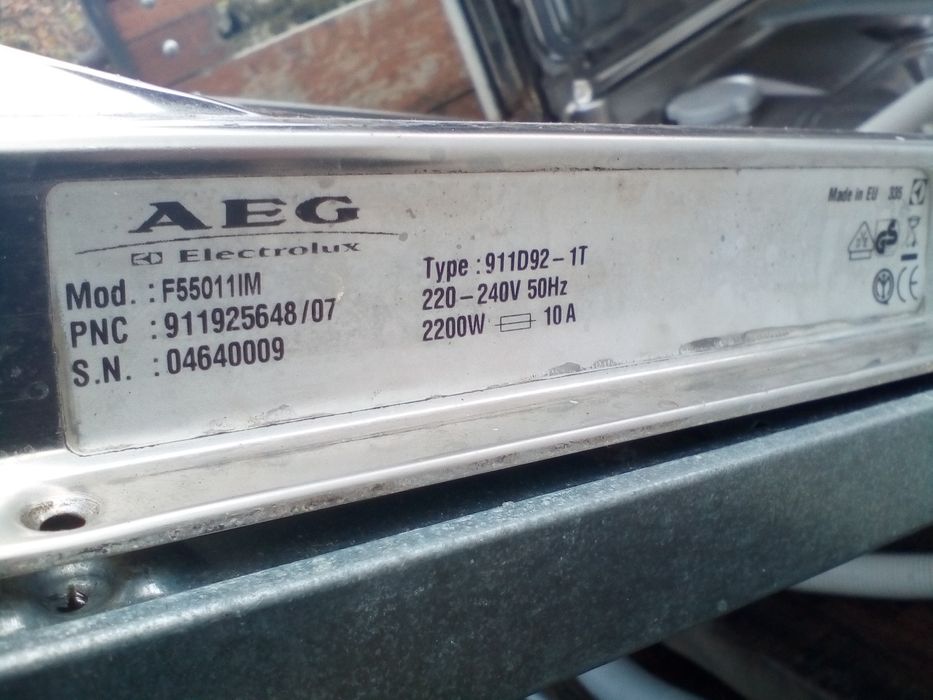 AEG
Electrolux
Mod. : F55011IM
PNC : 911925648/07
S.N. : 04640009
Type : 911D92-1T
220-240V 50Hz
2200W 10 A
Made in EU 335
CE